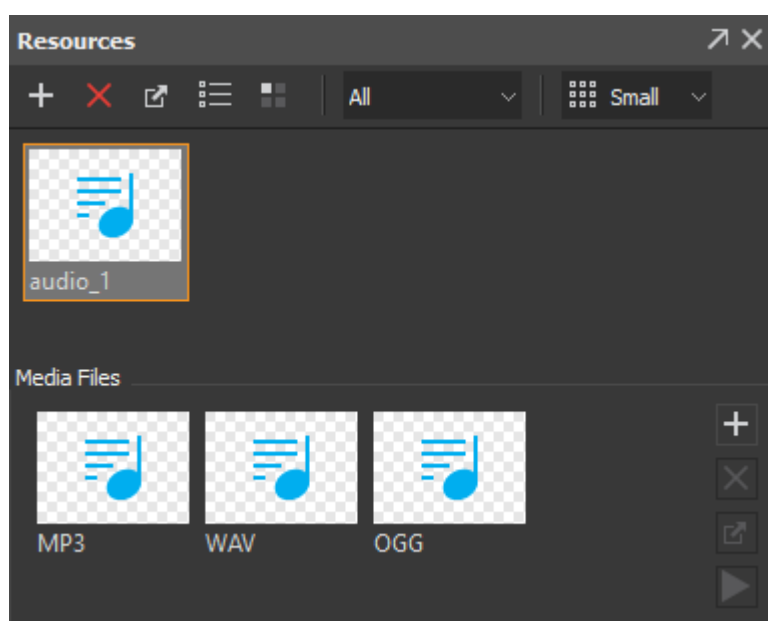 Resources
All
Small
audio_1
Media Files
MP3 WAV OGG